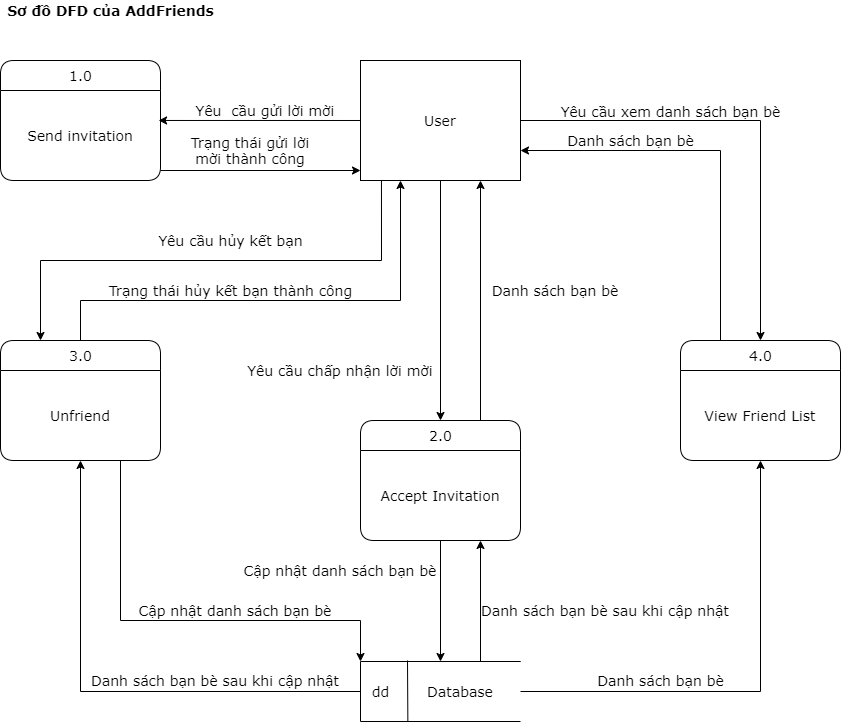 Sơ đồ DFD của AddFriends
1.0
Send invitation
User
Yêu cầu gửi lời mời
Trạng thái gửi lời
mời thành công
Yêu cầu xem danh sách bạn bè
Danh sách bạn bè
Yêu cầu hủy kết bạn
Trạng thái hủy kết bạn thành công
Danh sách bạn bè
Yêu cầu chấp nhận lời mời
3.0
Unfriend
2.0
Accept Invitation
4.0
View Friend List
Cập nhật danh sách bạn bè
Cập nhật danh sách bạn bè
Danh sách bạn bè sau khi cập nhật
Danh sách bạn bè sau khi cập nhật
dd
Database
Danh sách bạn bè